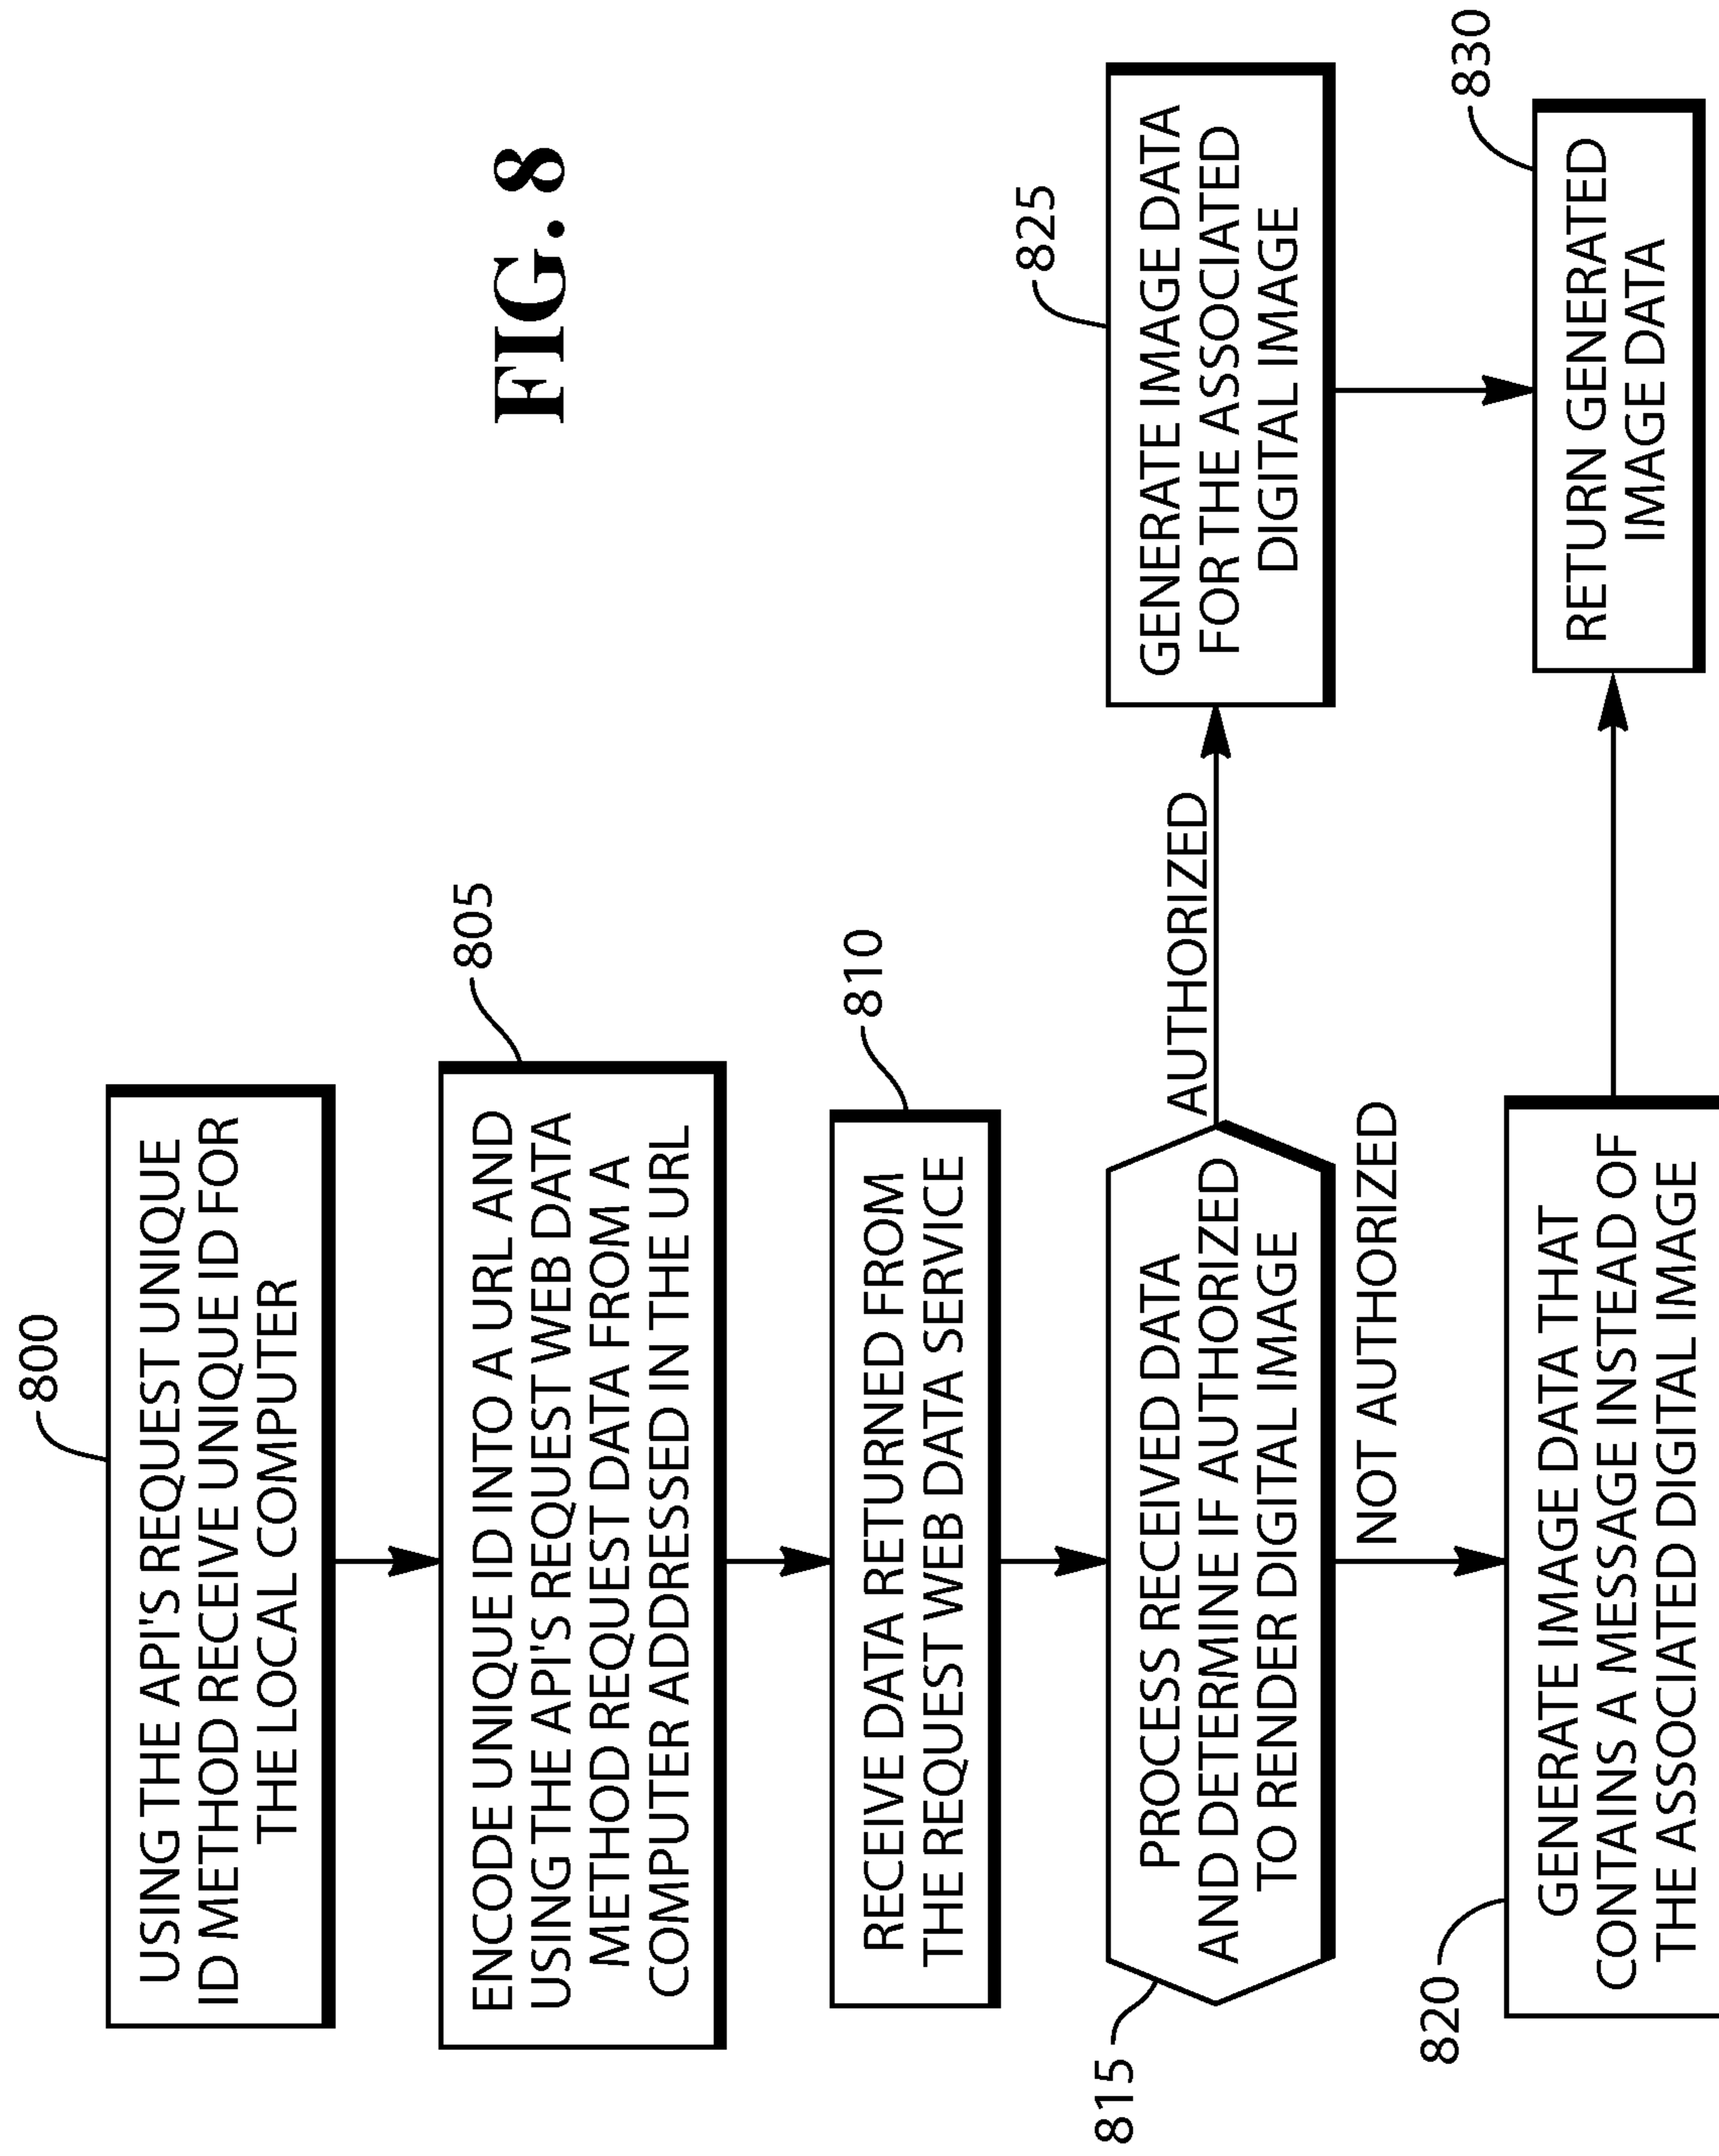 FIG. 8
800
USING THE API'S REQUEST UNIQUE
ID METHOD RECEIVE UNIQUE ID FOR
THE LOCAL COMPUTER
805
ENCODE UNIQUE ID INTO A URL AND
USING THE API'S REQUEST WEB DATA
METHOD REQUEST DATA FROM A
COMPUTER ADDRESSED IN THE URL
810
RECEIVE DATA RETURNED FROM
THE REQUEST WEB DATA SERVICE
815
PROCESS RECEIVED DATA
AND DETERMINE IF AUTHORIZED
TO RENDER DIGITAL IMAGE
AUTHORIZED
825
GENERATE IMAGE DATA
FOR THE ASSOCIATED
DIGITAL IMAGE
NOT AUTHORIZED
820
GENERATE IMAGE DATA THAT
CONTAINS A MESSAGE INSTEAD OF
THE ASSOCIATED DIGITAL IMAGE
830
RETURN GENERATED
IMAGE DATA